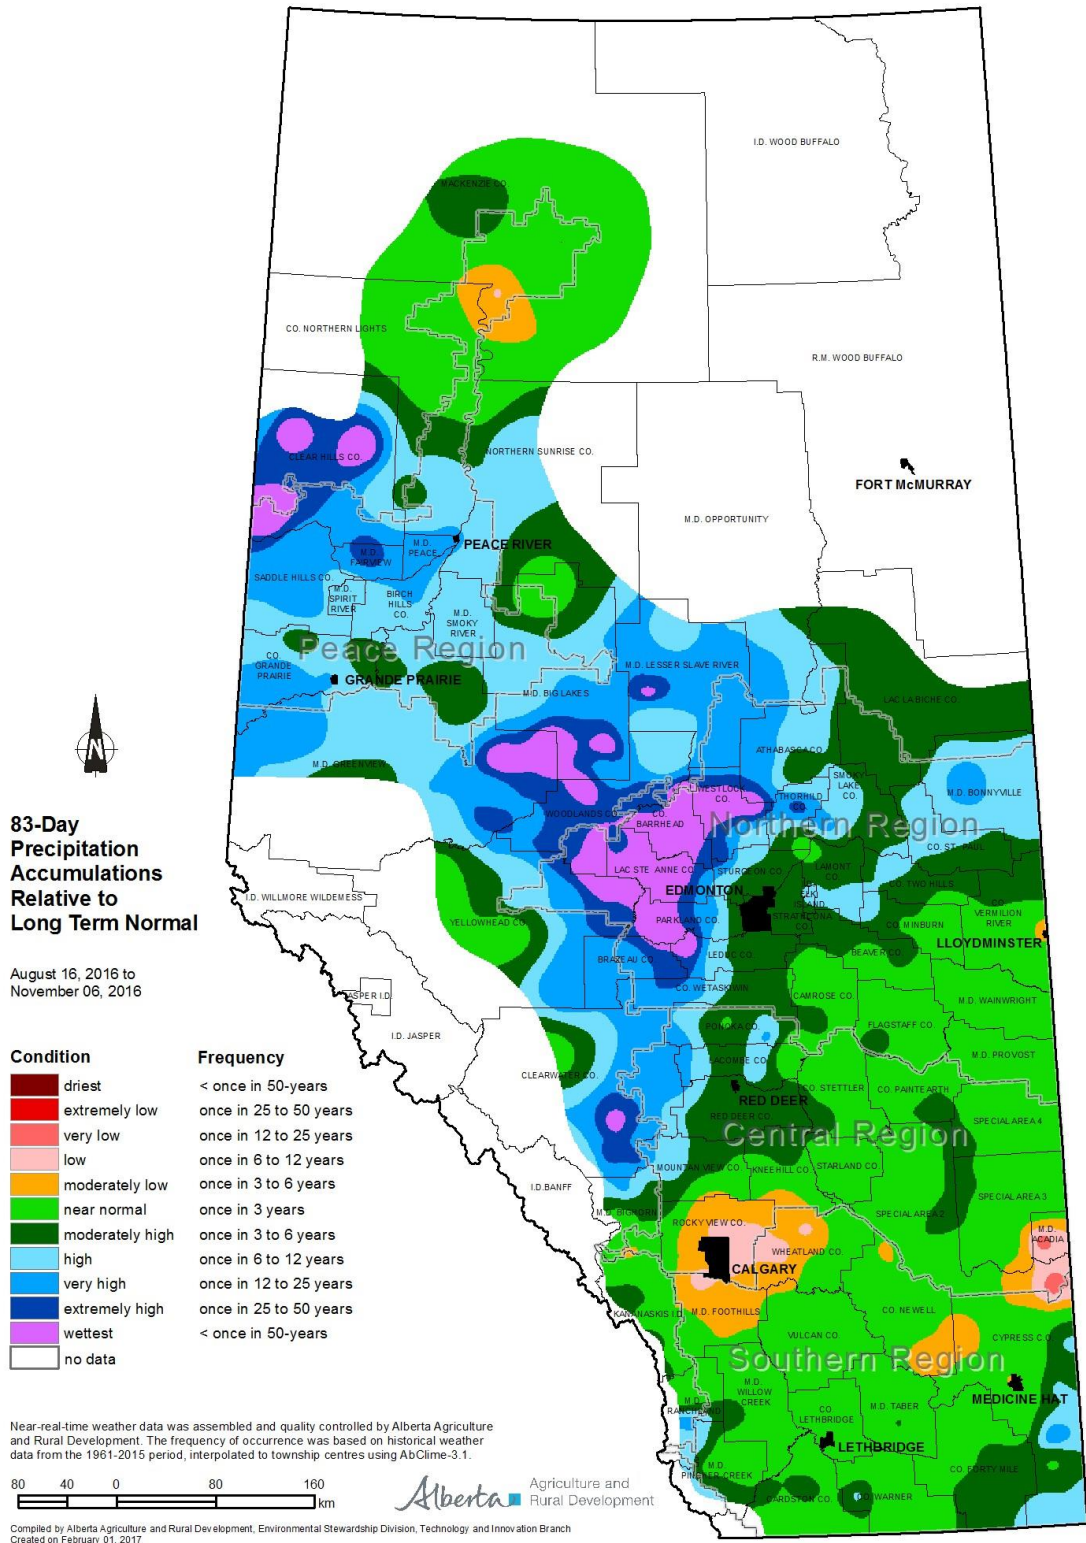 I.D. WOOD BUFFALO
MACKENZIE CO.
CO. NORTHERN LIGHTS
R.M. WOOD BUFFALO
CLEAR HILLS CO.
NORTHERN SUNRISE CO.
FORT McMURRAY
M.D. OPPORTUNITY
PEACE RIVER
M.D.
PEACE
M.D.
FAIRVIEW
SADDLE HILLS CO.
M.D.
SPIRIT
RIVER
BIRCH
HILLS
CO.
M.D.
SMOKY
RIVER
Peace Region
CO.
GRANDE
PRAIRIE
GRANDE PRAIRIE
M.D. LESSER SLAVE RIVER
M.D. BIG LAKES
LAC LA BICHE CO.
N
ATHABASCA CO.
M.D. GREENVIEW
SMOKY
LAKE
CO.
WESTLOCK
CO.
THORHILD
CO.
M.D. BONNYVILLE
WOODLANDS CO.
CO.
BARRHEAD
Northern Region
CO. ST. PAUL
83-Day
Precipitation
Accumulations
Relative to
Long Term Normal
LAC STE ANNE CO.
STURGEON CO.
LAMONT
CO.
CO. TWO HILLS
I.D. WILLMORE WILDERNESS
EDMONTON
ELK
ISLAND
STRATHCONA
CO.
PARKLAND CO.
YELLOWHEAD CO.
CO.
VERMILION
RIVER
CO. MINBURN
LLOYDMINSTER
BEAVER CO.
LEDUC CO.
BRAZEAU CO
August 16, 2016 to
November 06, 2016
JASPER I.D.
CO. WETASKIWIN
CAMROSE CO.
M.D. WAINWRIGHT
PONOKA CO.
FLAGSTAFF CO.
I.D. JASPER
M.D. PROVOST
LACOMBE CO.
CLEARWATER CO.
CO. STETTLER
CO. PAINTEARTH
RED DEER
RED DEER CO.
SPECIAL AREA 4
Central Region
MOUNTAIN VIEW CO.
KNEEHILL CO.
STARLAND CO.
I.D. BANFF
SPECIAL AREA 3
M.D. BIGHORN
SPECIAL AREA 2
ROCKY VIEW CO.
M.D.
ACADIA
WHEATLAND CO.
CALGARY
KANANASKIS I.D.
M.D. FOOTHILLS
CO. NEWELL
VULCAN CO.
CYPRESS CO.
Southern Region
M.D.
WILLOW
CREEK
MEDICINE HAT
M.D.
RANCHLAND
CO.
LETHBRIDGE
M.D. TABER
LETHBRIDGE
M.D.
PINCHER CREEK
CO. FORTY MILE
CARDSTON CO.
CO. WARNER
Condition Frequency
driest < once in 50-years
extremely low once in 25 to 50 years
very low once in 12 to 25 years
low once in 6 to 12 years
moderately low once in 3 to 6 years
near normal once in 3 years
moderately high once in 3 to 6 years
high once in 6 to 12 years
very high once in 12 to 25 years
extremely high once in 25 to 50 years
wettest < once in 50-years
no data
Near-real-time weather data was assembled and quality controlled by Alberta Agriculture
and Rural Development. The frequency of occurrence was based on historical weather
data from the 1961-2015 period, interpolated to township centres using AbClime-3.1.
80 40 0 80 160
km
Alberta
Agriculture and
Rural Development
Compiled by Alberta Agriculture and Rural Development, Environmental Stewardship Division, Technology and Innovation Branch
Created on February 01, 2017